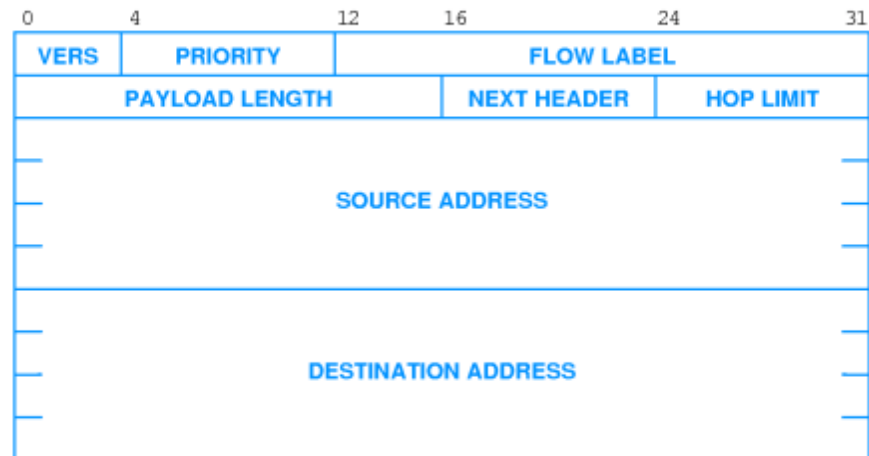 0 4 12 16 24 31
VERS PRIORITY FLOW LABEL
PAYLOAD LENGTH NEXT HEADER HOP LIMIT
SOURCE ADDRESS
DESTINATION ADDRESS